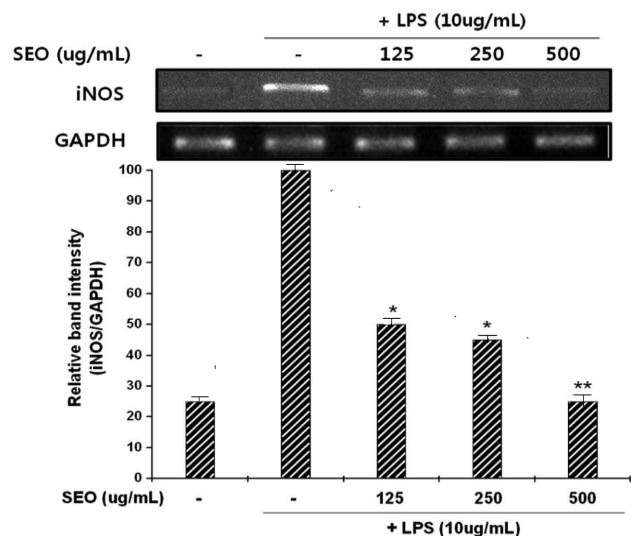 + LPS (10ug/mL)
SEO (ug/mL) - - 125 250 500
iNOS
GAPDH
Relative band intensity
(iNOS/GAPDH)
100
90
80
70
60
50
40
30
20
10
0
* * **
SEO (ug/mL) - - 125 250 500
+ LPS (10ug/mL)